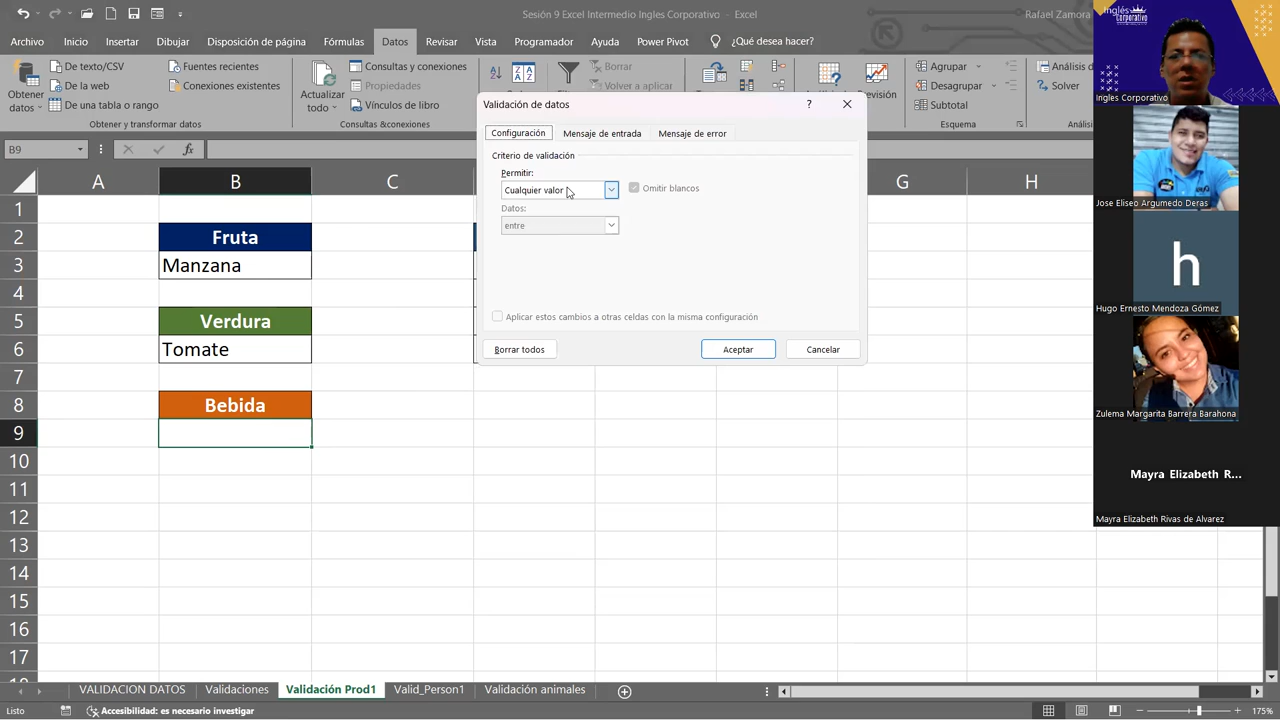 Sesión 9 Excel Intermedio Ingles Corporativo - Excel
Rafael Zamora
Archivo Inicio Insertar Dibujar Disposición de página Fórmulas Datos Revisar Vista Programador Ayuda Power Pivot ¿Qué desea hacer?
Obtener datos
De texto/CSV
De la web
De una tabla o rango
Fuentes recientes
Conexiones existentes
Obtener y transformar datos
Actualizar todo
Consultas y conexiones
Propiedades
Vínculos de libro
Consultas&conexiones
Borrar
Volver a aplicar
Previsión
Agrupar
Desagrupar
Subtotal
Esquema
Análisis d
Solver
Anális
B9
fx
Validación de datos
?
Configuración Mensaje de entrada Mensaje de error
Criterio de validación
Permitir:
Cualquier valor
Omitir blancos
Datos:
entre
Aplicar estos cambios a otras celdas con la misma configuración
Borrar todos Aceptar Cancelar
A B C G H
1
2 Fruta
3 Manzana
4
5 Verdura
6 Tomate
7
8 Bebida
9
10
11
12
13
14
15
16
17
VALIDACION DATOS Validaciones Validación Prod1 Valid_Person1 Validación animales
Listo Accesibilidad: es necesario investigar 175%
Inglés
Corporativo
Ingles Corporativo
Jose Eliseo Argumedo Deras
h
Hugo Ernesto Mendoza Gómez
Zulema Margarita Barrera Barahona
Mayra Elizabeth R...
Mayra Elizabeth Rivas de Alvarez